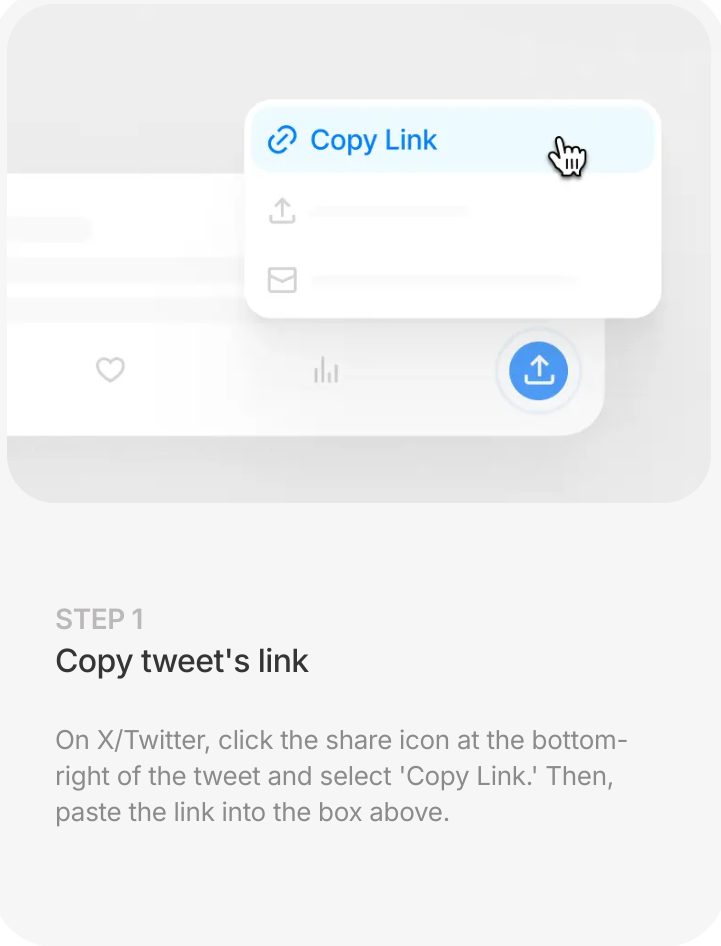 Copy Link
STEP 1
Copy tweet's link
On X/Twitter, click the share icon at the bottom-
right of the tweet and select 'Copy Link.' Then,
paste the link into the box above.